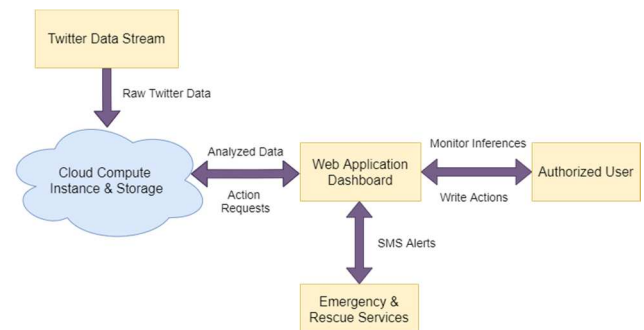 Twitter Data Stream
Raw Twitter Data
Cloud Compute
Instance & Storage
Analyzed Data
Action
Requests
Web Application
Dashboard
Monitor Inferences
Write Actions
Authorized User
SMS Alerts
Emergency &
Rescue Services